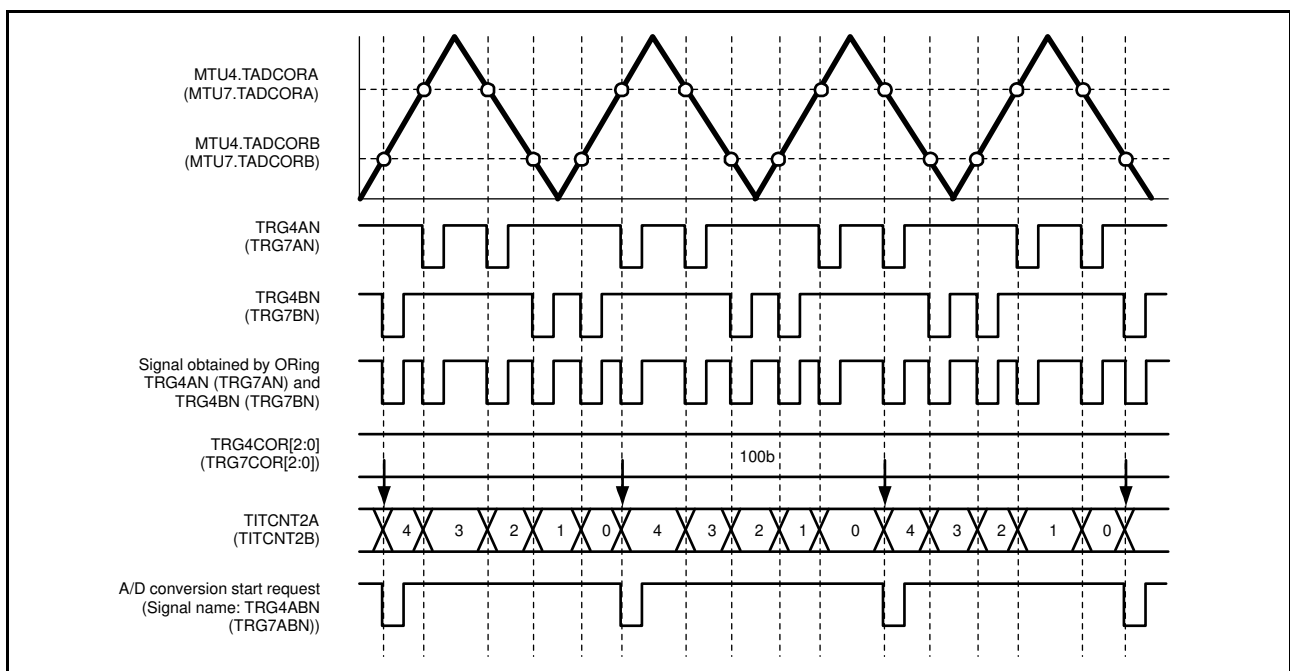 MTU4.TADCORA
(MTU7.TADCORA)
MTU4.TADCORB
(MTU7.TADCORB)
TRG4AN
(TRG7AN)
TRG4BN
(TRG7BN)
Signal obtained by ORing
TRG4AN (TRG7AN) and
TRG4BN (TRG7BN)
TRG4COR[2:0]
(TRG7COR[2:0])
100b
TITCNT2A
(TITCNT2B)
4 3 2 1 0 4 3 2 1 0 4 3 2 1 0
A/D conversion start request
(Signal name: TRG4ABN
(TRG7ABN))